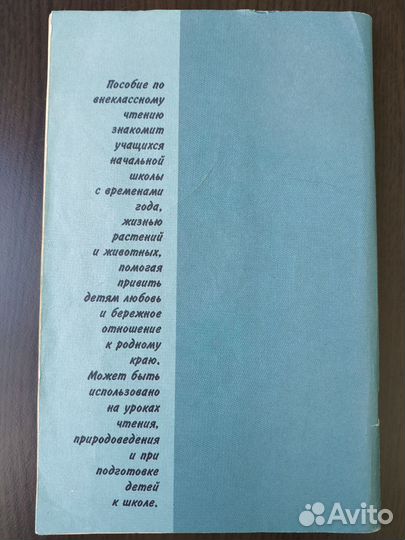 Пособие по
внеклассному
чтению
знакомит
учащихся
начальной
школы
с временами
года,
жизнью
растений
и животных,
помогая
привить
детям любовь
и бережное
отношение
к родному
краю.
Может быть
использовано
на уроках
чтения,
природоведения
и при
подготовке
детей
к школе.
Avito